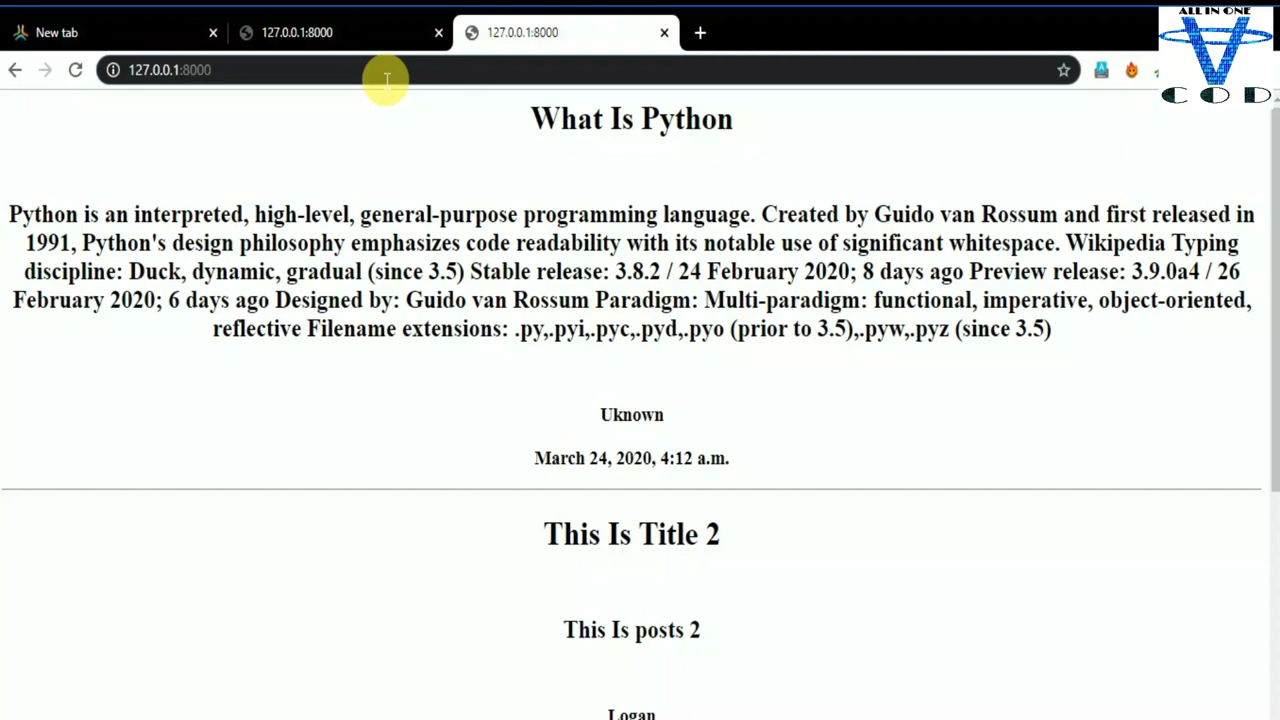 New tab
127.0.0.1:8000
127.0.0.1:8000
ALL IN ONE
127.0.0.1:8000
C O D
What Is Python
Python is an interpreted, high-level, general-purpose programming language. Created by Guido van Rossum and first released in
1991, Python's design philosophy emphasizes code readability with its notable use of significant whitespace. Wikipedia Typing
discipline: Duck, dynamic, gradual (since 3.5) Stable release: 3.8.2 / 24 February 2020; 8 days ago Preview release: 3.9.0a4 / 26
February 2020; 6 days ago Designed by: Guido van Rossum Paradigm: Multi-paradigm: functional, imperative, object-oriented,
reflective Filename extensions: .py,.pyi,.pyc,.pyd,.pyo (prior to 3.5),.pyw,.pyz (since 3.5)
Uknown
March 24, 2020, 4:12 a.m.
This Is Title 2
This Is posts 2
Logan